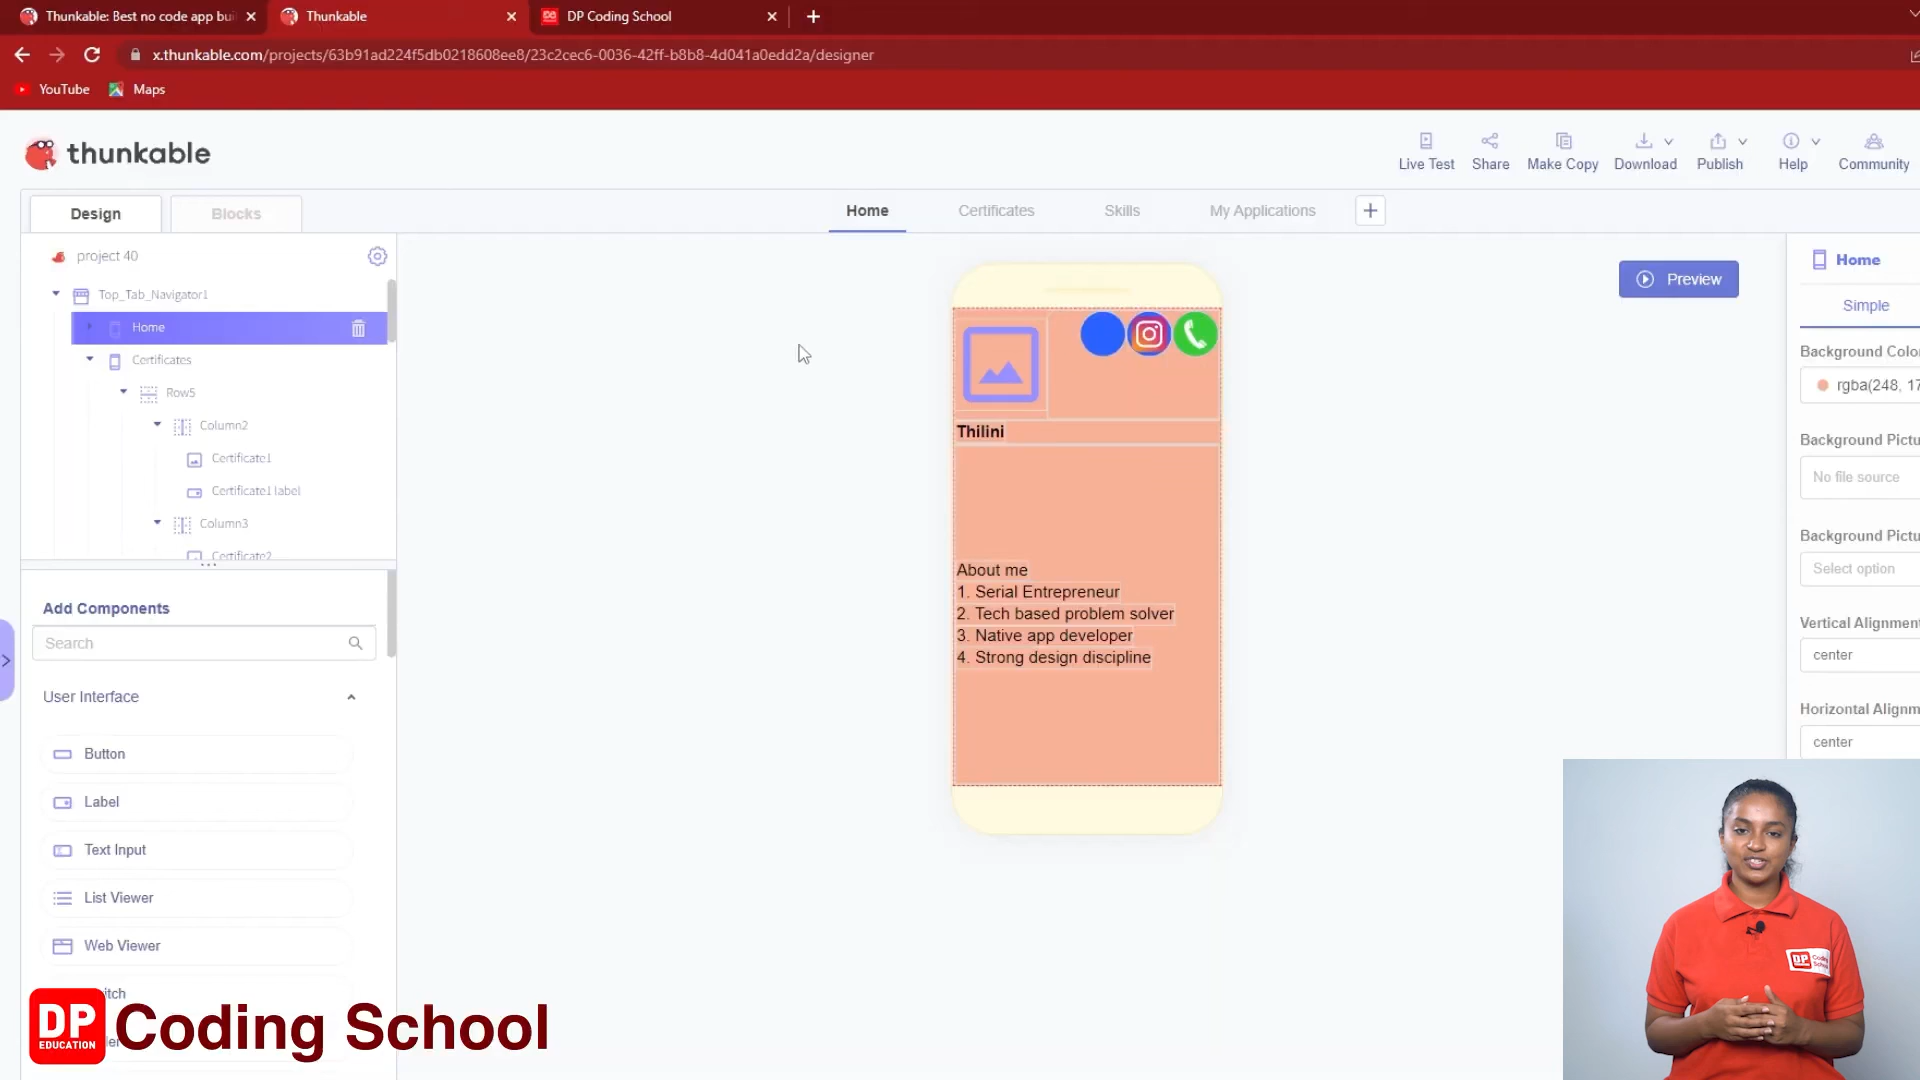 Thunkable: Best no code app bui
Thunkable
DP Coding School
x.thunkable.com/projects/63b91ad224f5db0218608ee8/23c2cec6-0036-42ff-b8b8-4d041a0edd2a/designer
YouTube
Maps
thunkable
Live Test
Share
Make Copy
Download
Publish
Help
Community
Design
Blocks
Home
Certificates
Skills
My Applications
project 40
Top_Tab_Navigator1
Home
Certificates
Row5
Column2
Certificate1
Certificate1 label
Column3
Certificate2
Add Components
Search
User Interface
Button
Label
Text Input
List Viewer
Web Viewer
Preview
Thilini
About me
1. Serial Entrepreneur
2. Tech based problem solver
3. Native app developer
4. Strong design discipline
Home
Simple
Background Colo
rgba(248, 17
Background Pictu
No file source
Background Pictu
Select option
Vertical Alignment
center
Horizontal Alignm
center
DP
EDUCATION
Coding School
DP